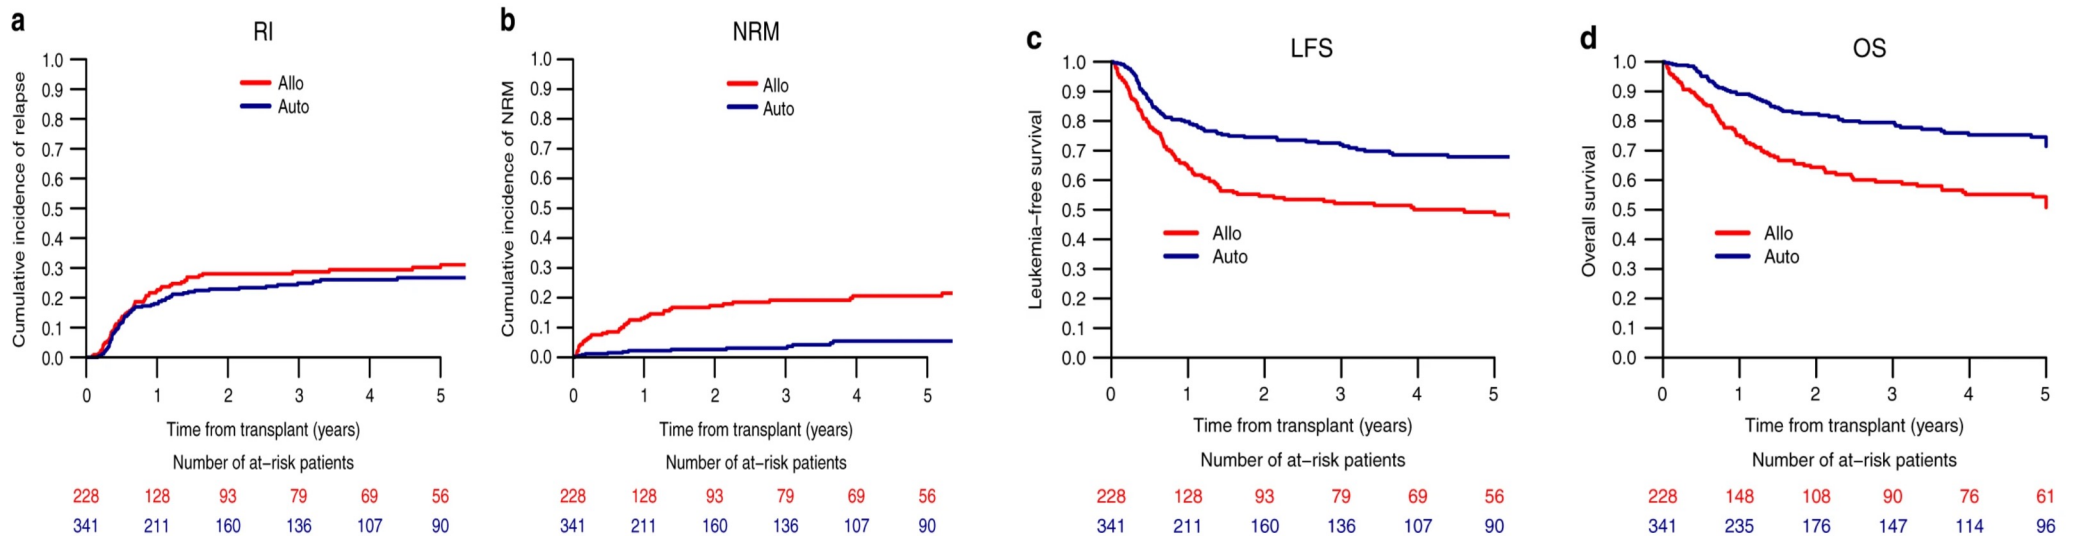 a
RI
Cumulative incidence of relapse
1.0
0.9
0.8
0.7
0.6
0.5
0.4
0.3
0.2
0.1
0.0
Allo
Auto
0 1 2 3 4 5
Time from transplant (years)
Number of at–risk patients
228 128 93 79 69 56
341 211 160 136 107 90
b
NRM
Cumulative incidence of NRM
1.0
0.9
0.8
0.7
0.6
0.5
0.4
0.3
0.2
0.1
0.0
Allo
Auto
0 1 2 3 4 5
Time from transplant (years)
Number of at–risk patients
228 128 93 79 69 56
341 211 160 136 107 90
c
LFS
Leukemia–free survival
1.0
0.9
0.8
0.7
0.6
0.5
0.4
0.3
0.2
0.1
0.0
Allo
Auto
0 1 2 3 4 5
Time from transplant (years)
Number of at–risk patients
228 128 93 79 69 56
341 211 160 136 107 90
d
OS
Overall survival
1.0
0.9
0.8
0.7
0.6
0.5
0.4
0.3
0.2
0.1
0.0
Allo
Auto
0 1 2 3 4 5
Time from transplant (years)
Number of at–risk patients
228 148 108 90 76 61
341 235 176 147 114 96